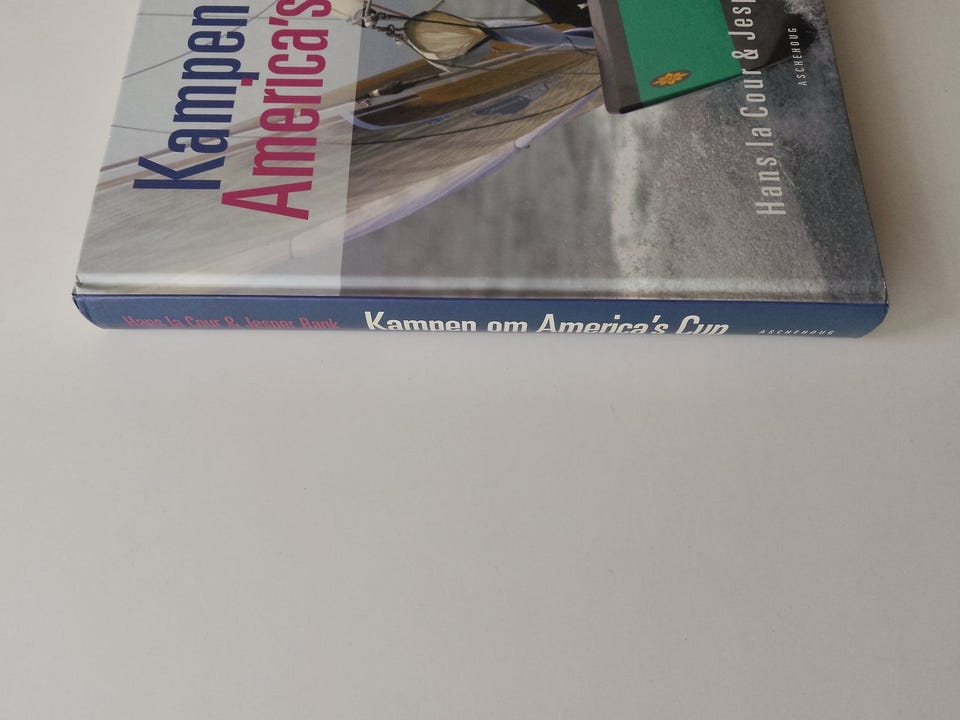 Kampen
America's
Hans la Cour & Jesp
ASCHEHOUG
Hans la Cour & Jesper Bank Kampen om America's Cup ASCHEHOUG